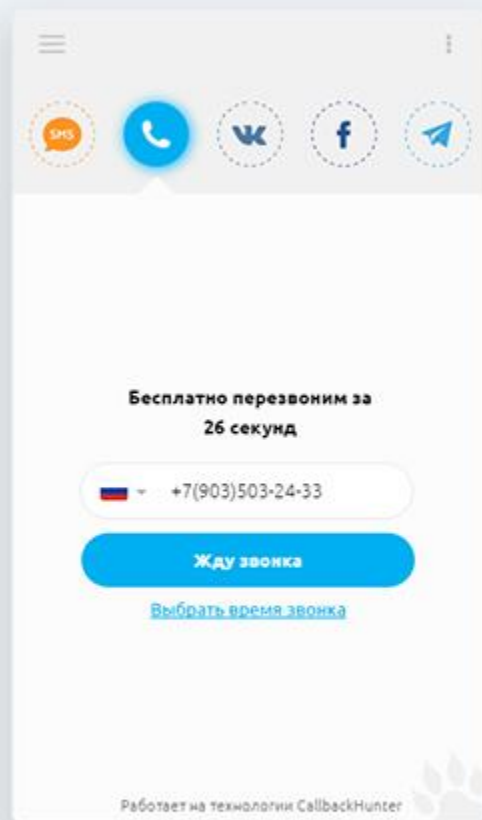 SMS
Бесплатно перезвоним за
26 секунд
+7(903)503-24-33
Жду звонка
Выбрать время звонка
Работает на технологии CallbackHunter